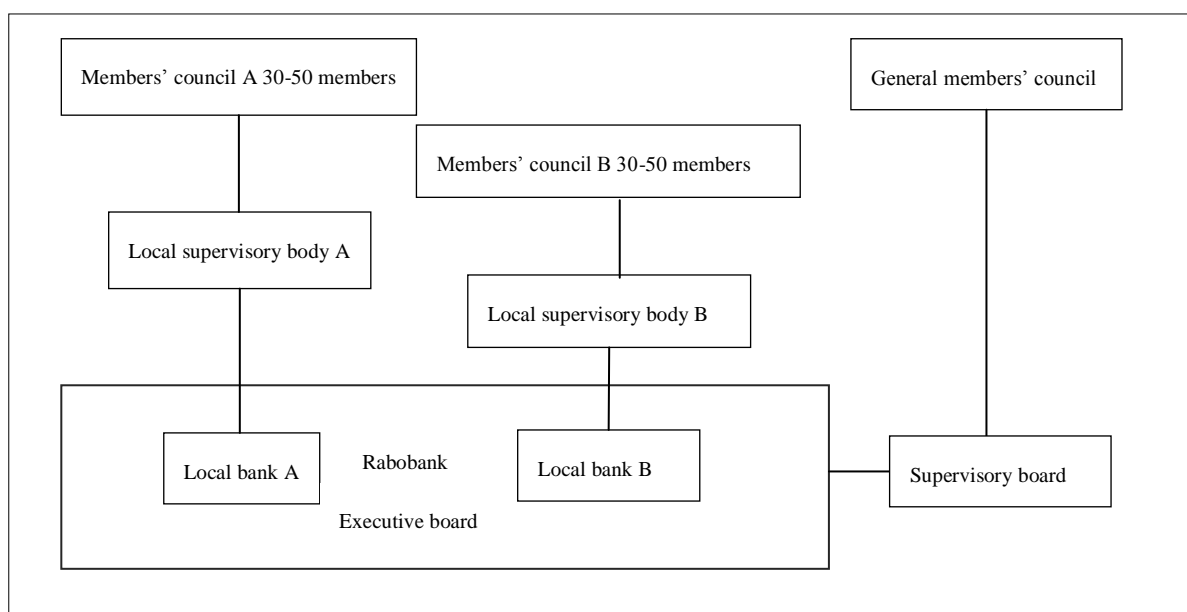 Members’ council A 30-50 members
General members’ council
Members’ council B 30-50 members
Local supervisory body A
Local supervisory body B
Local bank A
Rabobank
Local bank B
Supervisory board
Executive board